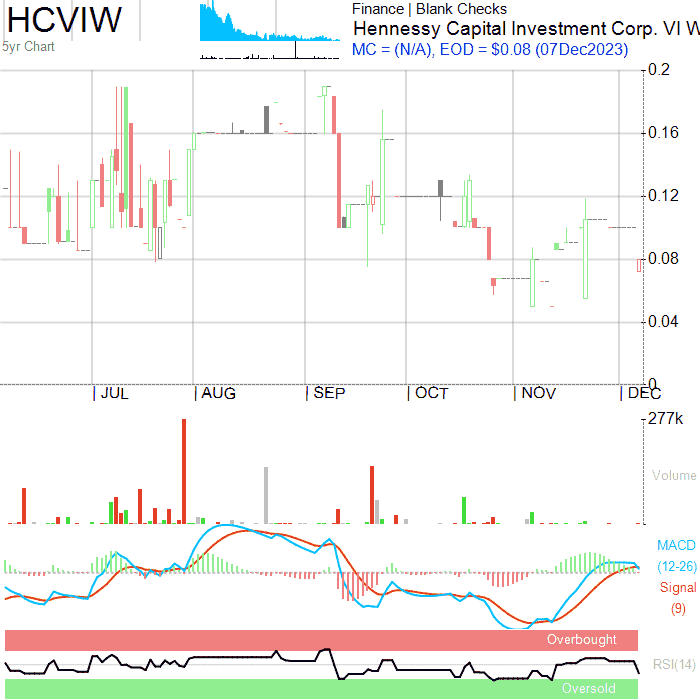 HCVIW
5yr Chart
Finance | Blank Checks
Hennessy Capital Investment Corp. VI W
MC = (N/A), EOD = $0.08 (07Dec2023)
0.2
0.16
0.12
0.08
0.04
0
JUL AUG SEP OCT NOV DEC
277k
Volume
MACD
(12-26)
Signal
(9)
Overbought
RSI(14)
Oversold